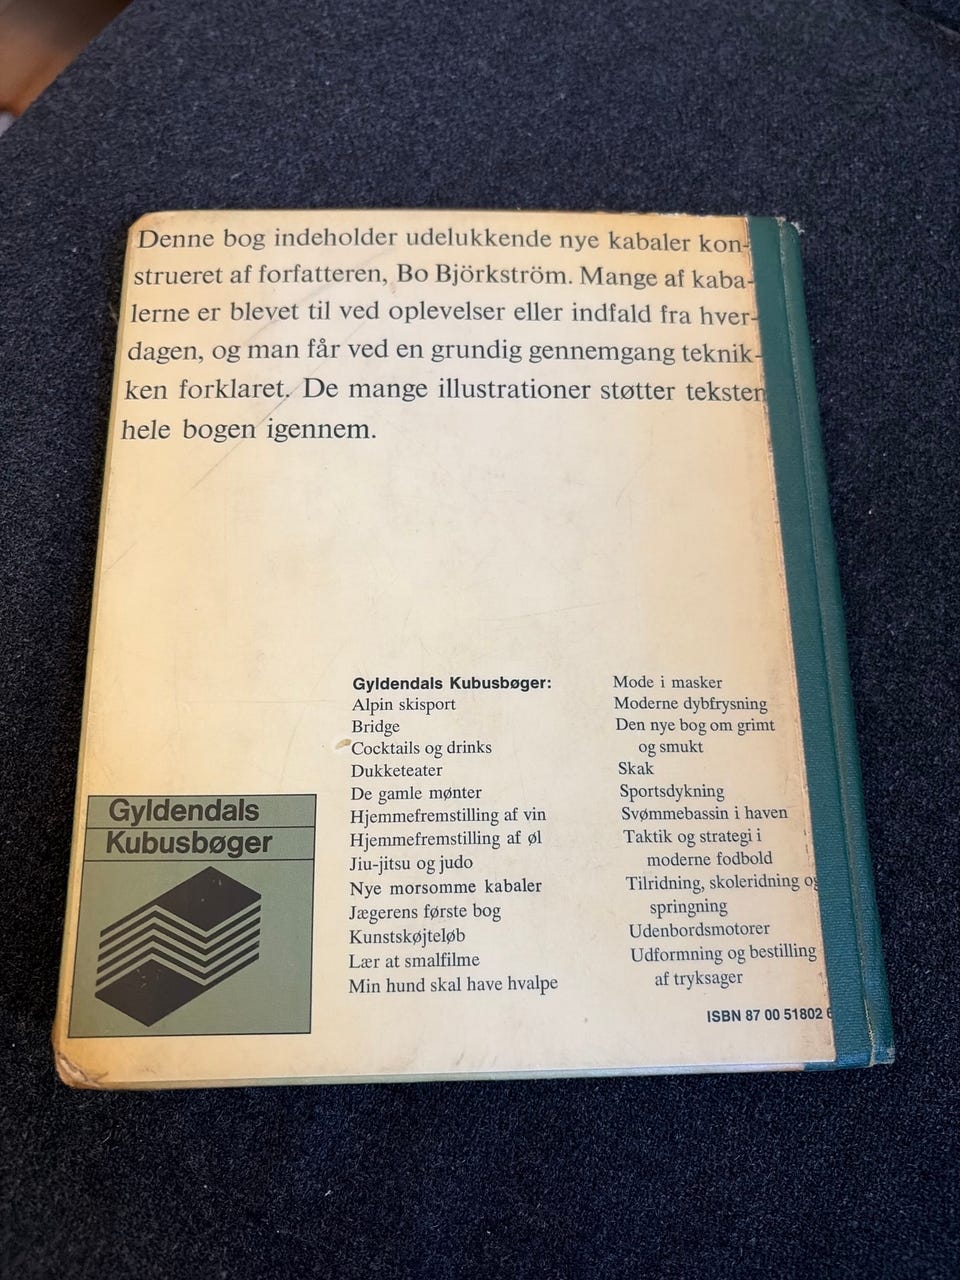 Denne bog indeholder udelukkende nye kabaler kon-
strueret af forfatteren, Bo Björkström. Mange af kaba-
lerne er blevet til ved oplevelser eller indfald fra hver-
dagen, og man får ved en grundig gennemgang teknik-
ken forklaret. De mange illustrationer støtter teksten
hele bogen igennem.
Gyldendals Kubusbøger:
Alpin skisport
Bridge
Cocktails og drinks
Dukketeater
De gamle mønter
Hjemmefremstilling af vin
Hjemmefremstilling af øl
Jiu-jitsu og judo
Nye morsomme kabaler
Jægerens første bog
Kunstskøjteløb
Lær at smalfilme
Min hund skal have hvalpe
Mode i masker
Moderne dybfrysning
Den nye bog om grimt
og smukt
Skak
Sportsdykning
Svømmebassin i haven
Taktik og strategi i
moderne fodbold
Tilridning, skoleridning og
springning
Udenbordsmotorer
Udformning og bestilling
af tryksager
ISBN 87 00 51802 6
Gyldendals
Kubusbøger